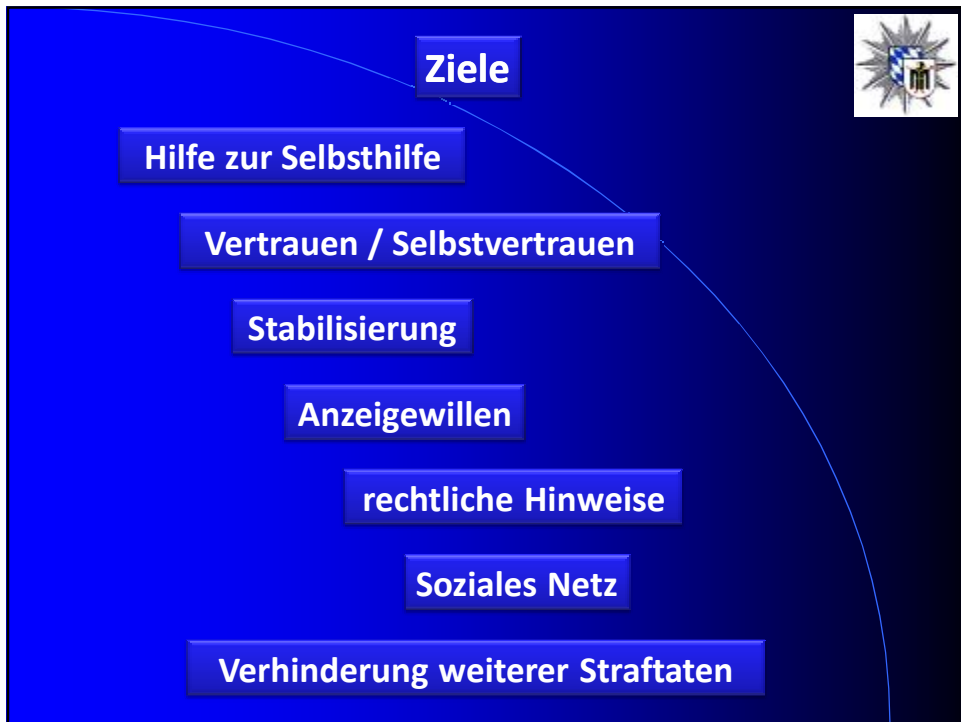 Ziele
Hilfe zur Selbsthilfe
Vertrauen / Selbstvertrauen
Stabilisierung
Anzeigewillen
rechtliche Hinweise
Soziales Netz
Verhinderung weiterer Straftaten